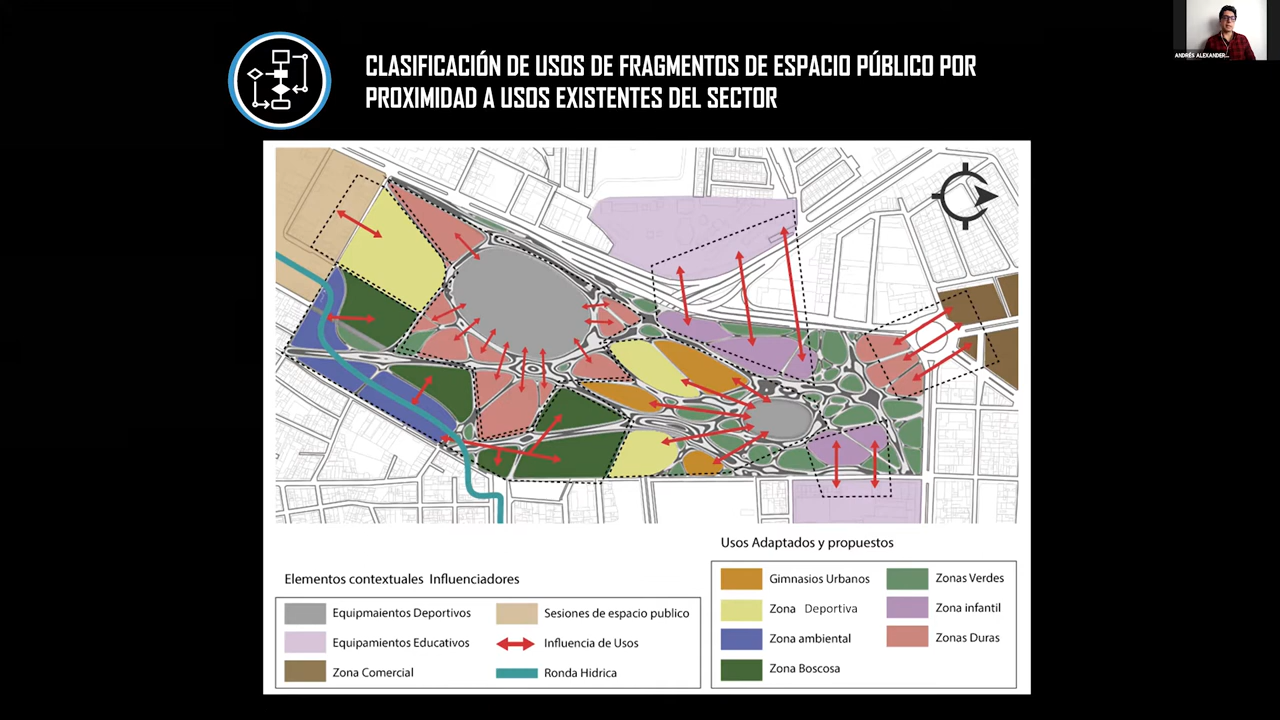 ANDRÉS ALEXANDER...
CLASIFICACIÓN DE USOS DE FRAGMENTOS DE ESPACIO PÚBLICO POR
PROXIMIDAD A USOS EXISTENTES DEL SECTOR
Elementos contextuales Influenciadores
Equipmaientos Deportivos
Equipamientos Educativos
Zona Comercial
Sesiones de espacio publico
Influencia de Usos
Ronda Hidrica
Usos Adaptados y propuestos
Gimnasios Urbanos
Zona Deportiva
Zona ambiental
Zona Boscosa
Zonas Verdes
Zona infantil
Zonas Duras